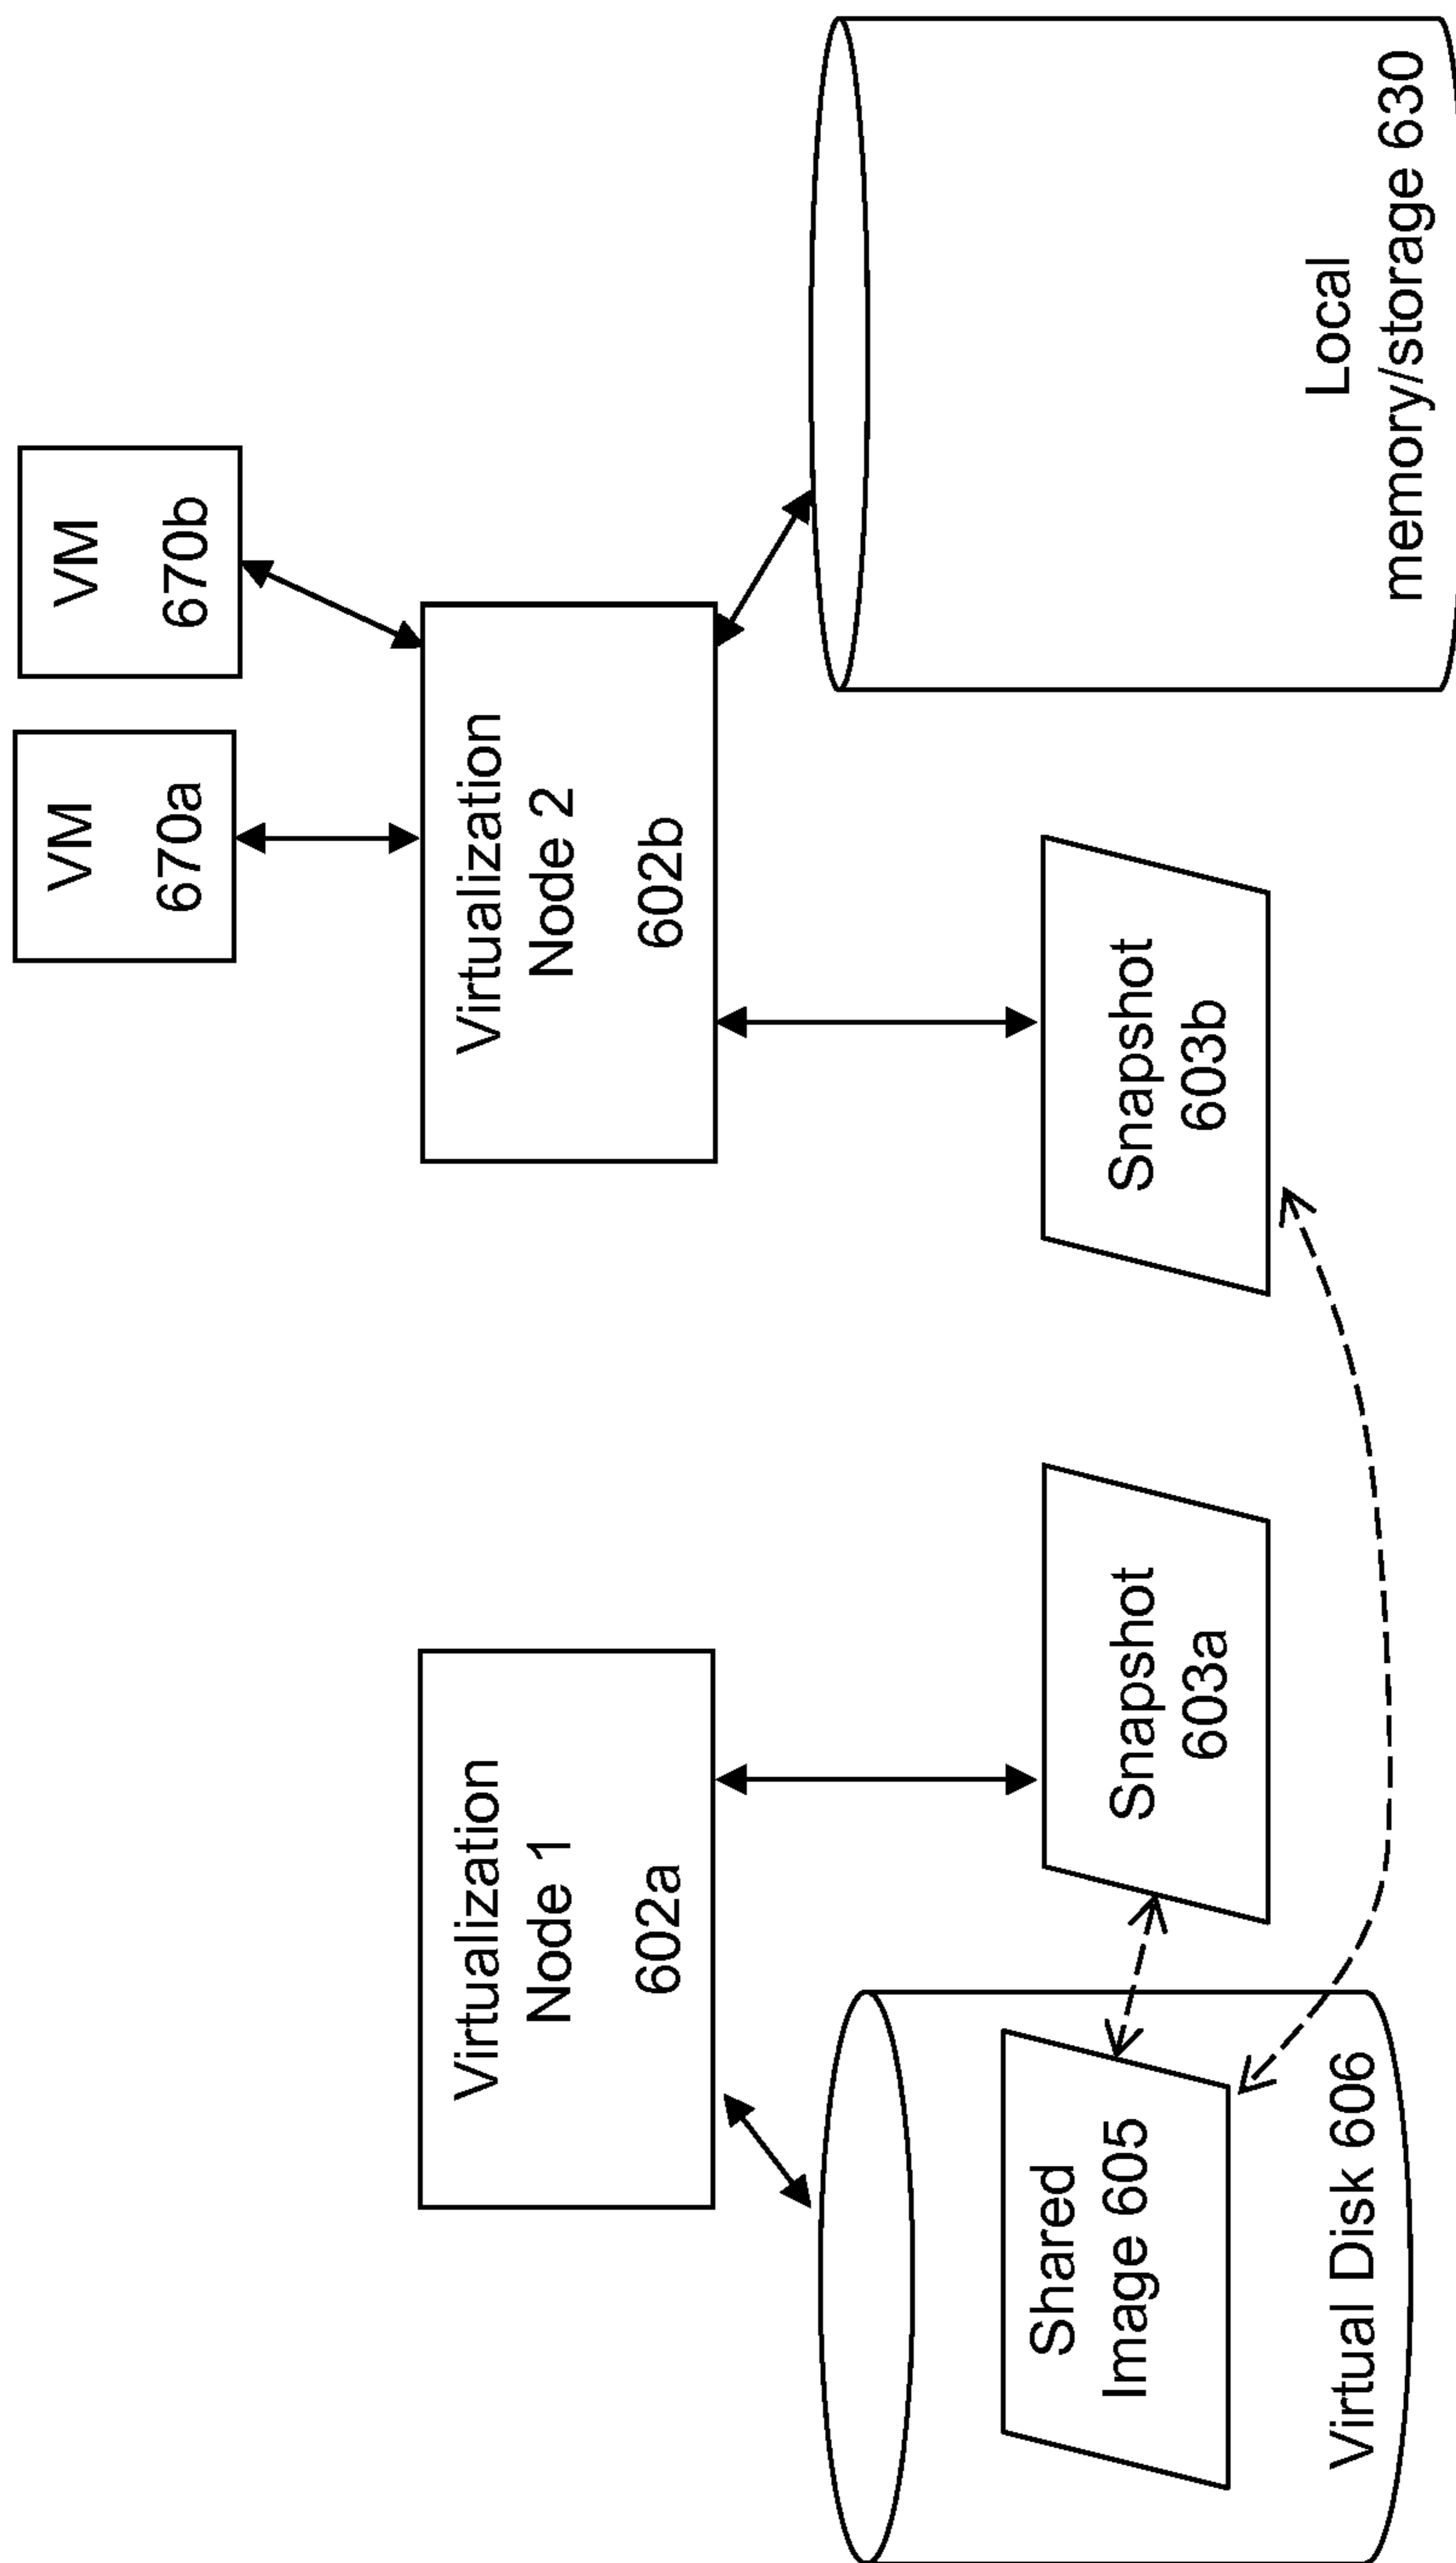 VM
670a
VM
670b
Virtualization
Node 1
602a
Virtualization
Node 2
602b
Shared
Image 605
Virtual Disk 606
Snapshot
603a
Snapshot
603b
Local
memory/storage 630